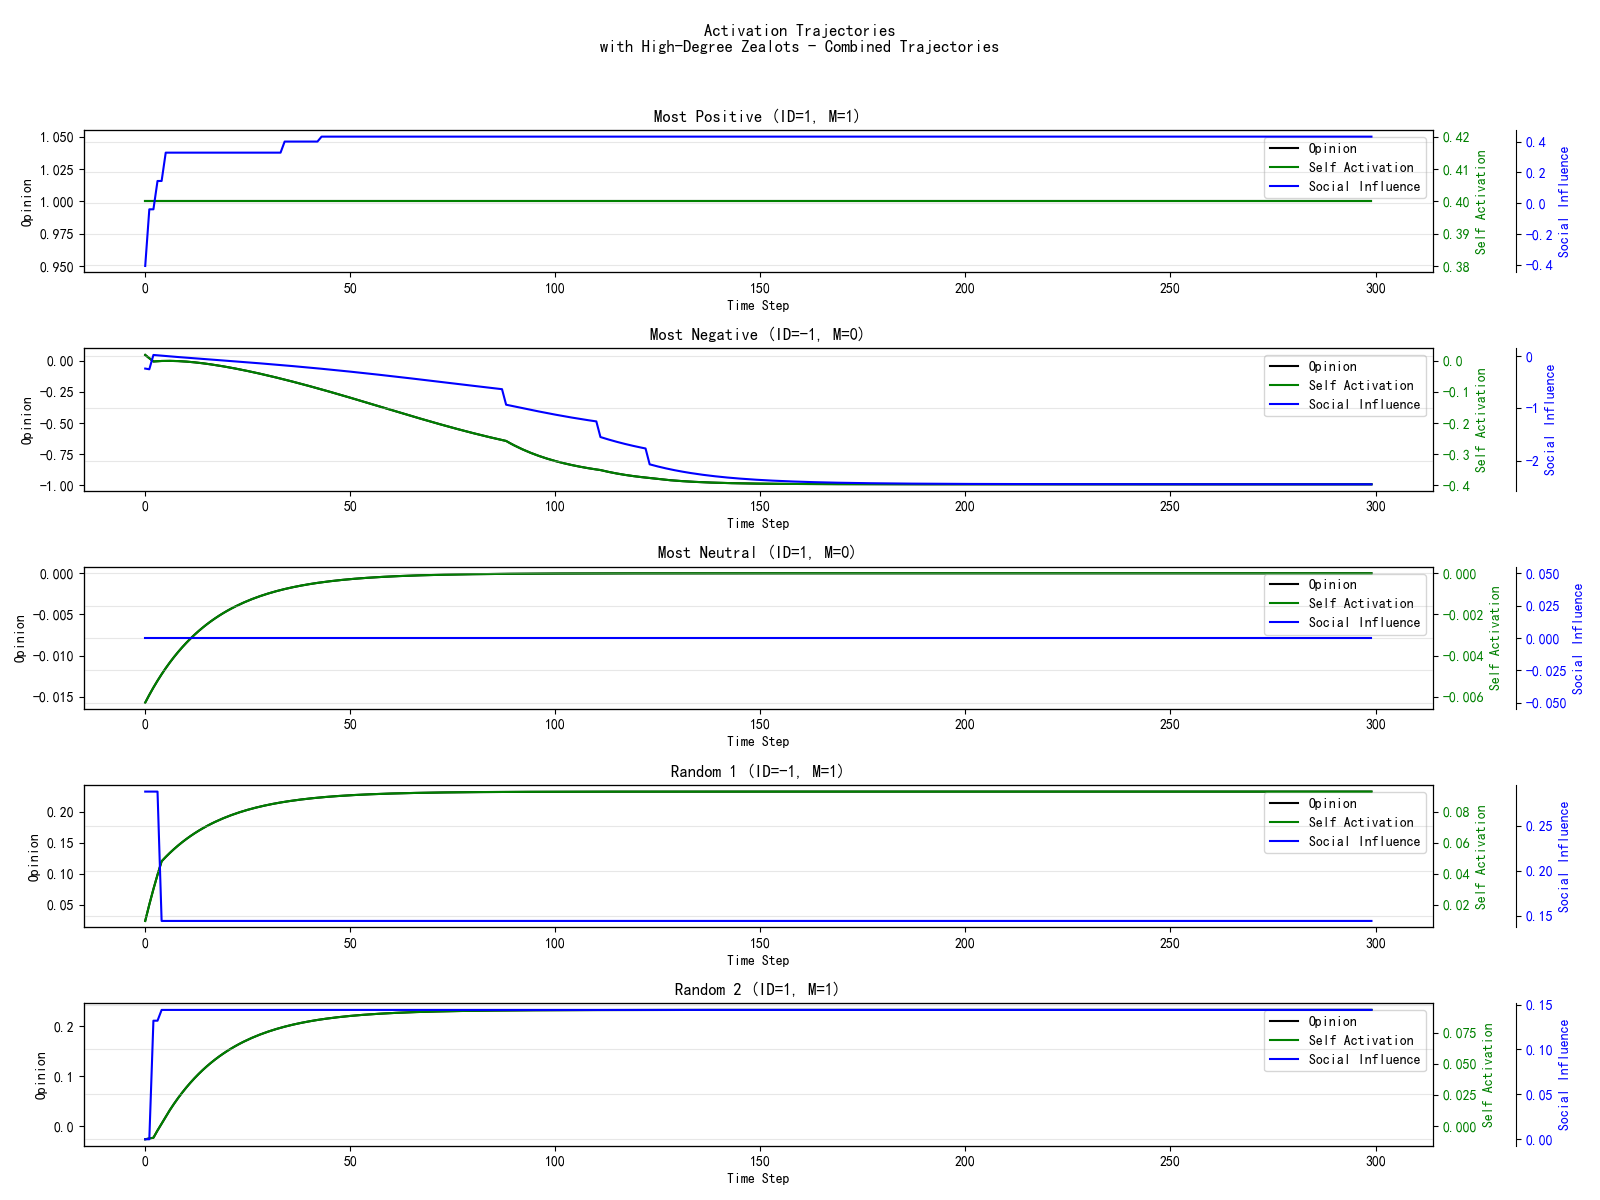 Activation Trajectories
with High-Degree Zealots - Combined Trajectories
Most Positive (ID=1, M=1)
Opinion
1.050
1.025
1.000
0.975
0.950
0
50
100
150
200
250
300
Time Step
Opinion
Self Activation
Social Influence
0.42
0.41
0.40
0.39
0.38
Self Activation
0.4
0.2
0.0
-0.2
-0.4
Social Influence
Most Negative (ID=-1, M=0)
Opinion
0.00
-0.25
-0.50
-0.75
-1.00
0
50
100
150
200
250
300
Time Step
Opinion
Self Activation
Social Influence
0.0
-0.1
-0.2
-0.3
-0.4
Self Activation
0
-1
-2
Social Influence
Most Neutral (ID=1, M=0)
Opinion
0.000
-0.005
-0.010
-0.015
0
50
100
150
200
250
300
Time Step
Opinion
Self Activation
Social Influence
0.000
-0.002
-0.004
-0.006
Self Activation
0.050
0.025
0.000
-0.025
-0.050
Social Influence
Random 1 (ID=-1, M=1)
Opinion
0.20
0.15
0.10
0.05
0
50
100
150
200
250
300
Time Step
Opinion
Self Activation
Social Influence
0.08
0.06
0.04
0.02
Self Activation
0.25
0.20
0.15
Social Influence
Random 2 (ID=1, M=1)
Opinion
0.2
0.1
0.0
0
50
100
150
200
250
300
Time Step
Opinion
Self Activation
Social Influence
0.075
0.050
0.025
0.000
Self Activation
0.15
0.10
0.05
0.00
Social Influence